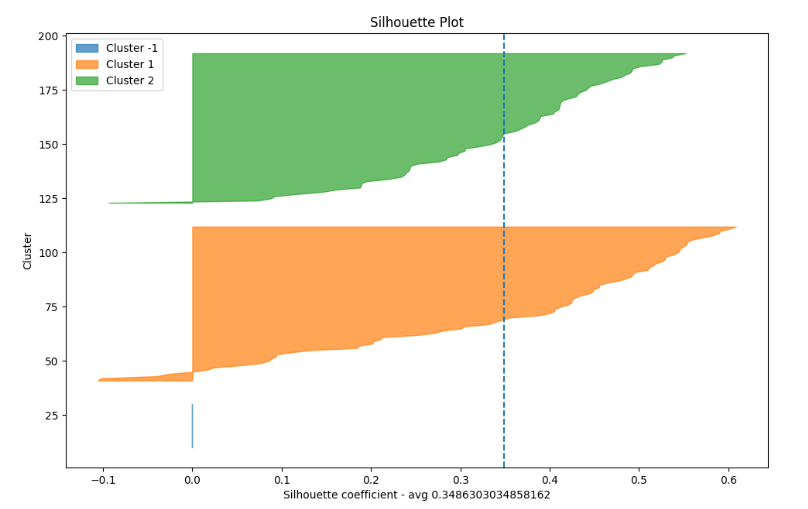 Silhouette Plot
Cluster -1
Cluster 1
Cluster 2
200
175
150
125
100
75
50
25
Cluster
−0.1 0.0 0.1 0.2 0.3 0.4 0.5 0.6
Silhouette coefficient - avg 0.3486303034858162